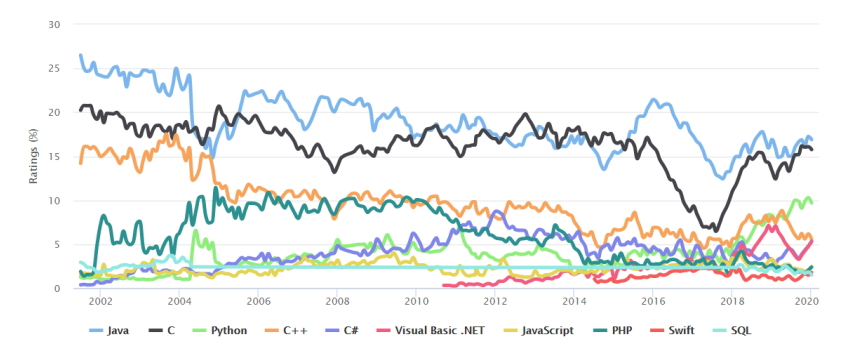 30
25
20
15
10
5
0
Ratings (%)
2002 2004 2006 2008 2010 2012 2014 2016 2018 2020
Java C Python C++ C# Visual Basic .NET JavaScript PHP Swift SQL